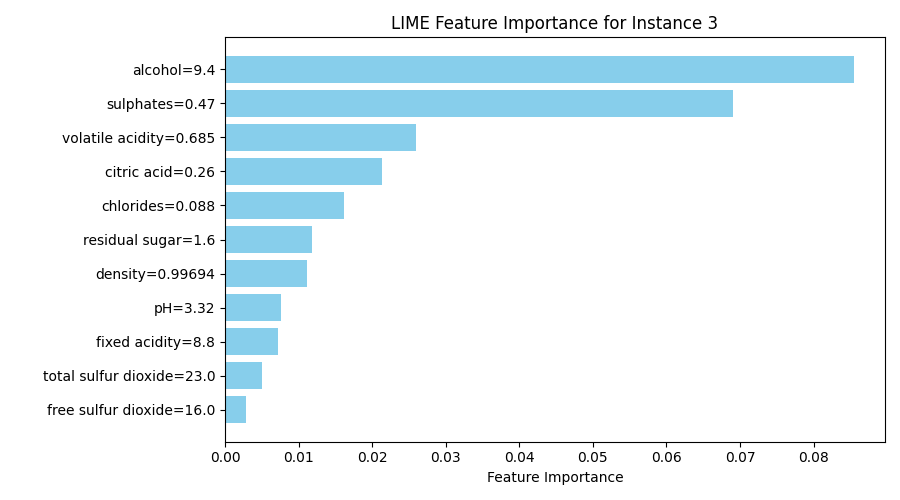 LIME Feature Importance for Instance 3
alcohol=9.4
sulphates=0.47
volatile acidity=0.685
citric acid=0.26
chlorides=0.088
residual sugar=1.6
density=0.99694
pH=3.32
fixed acidity=8.8
total sulfur dioxide=23.0
free sulfur dioxide=16.0
0.00 0.01 0.02 0.03 0.04 0.05 0.06 0.07 0.08
Feature Importance